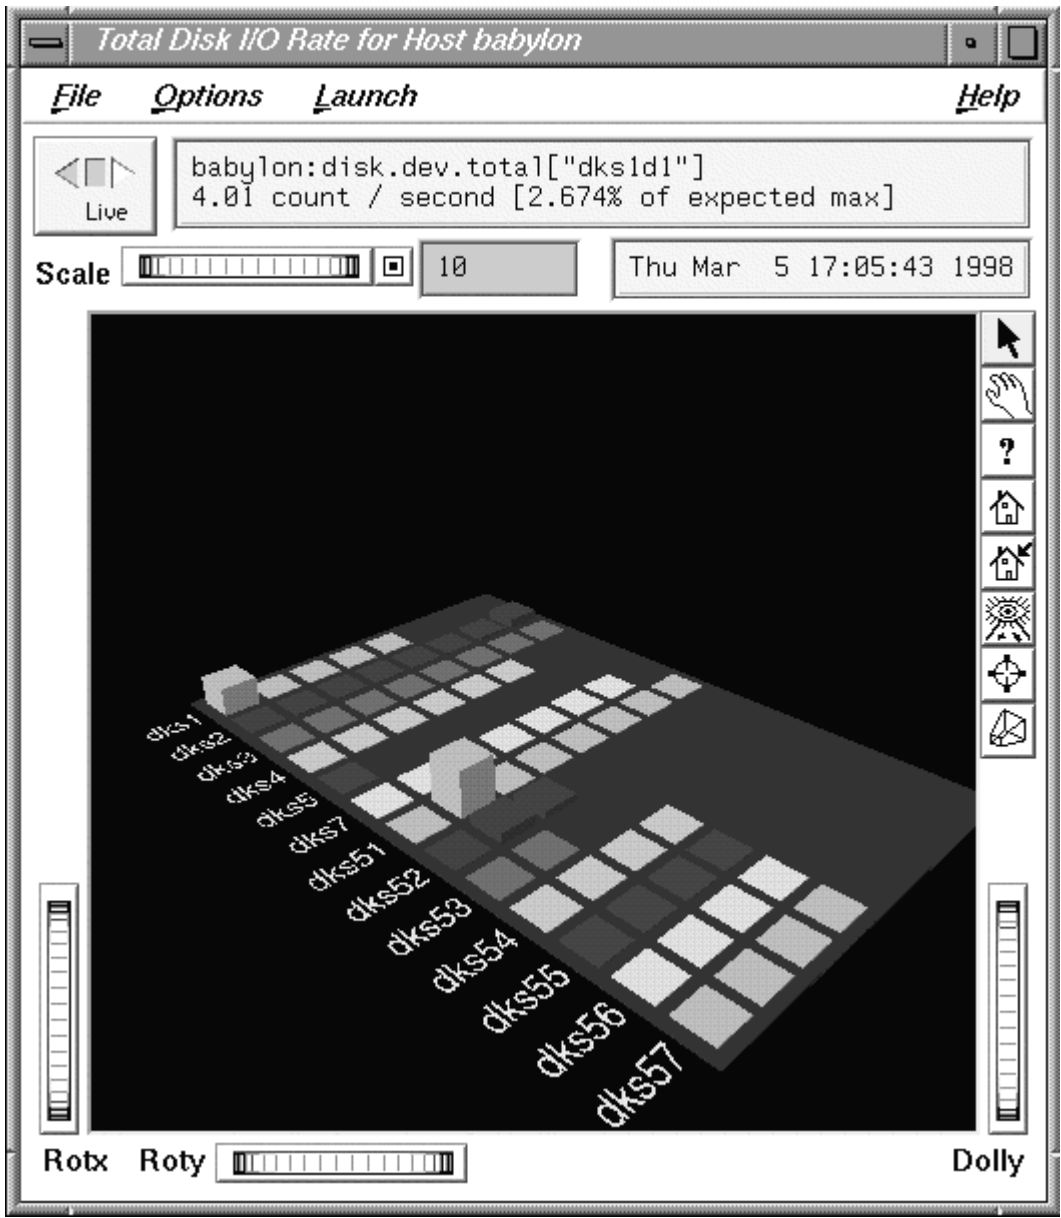 Total Disk I/O Rate for Host babylon
File Options Launch Help
babylon:disk.dev.total["dks1d1"]
4.01 count / second [2.674% of expected max]
Live
Scale 10 Thu Mar 5 17:05:43 1998
?
dks1
dks2
dks3
dks4
dks5
dks7
dks51
dks52
dks53
dks54
dks55
dks56
dks57
Rotx Roty Dolly